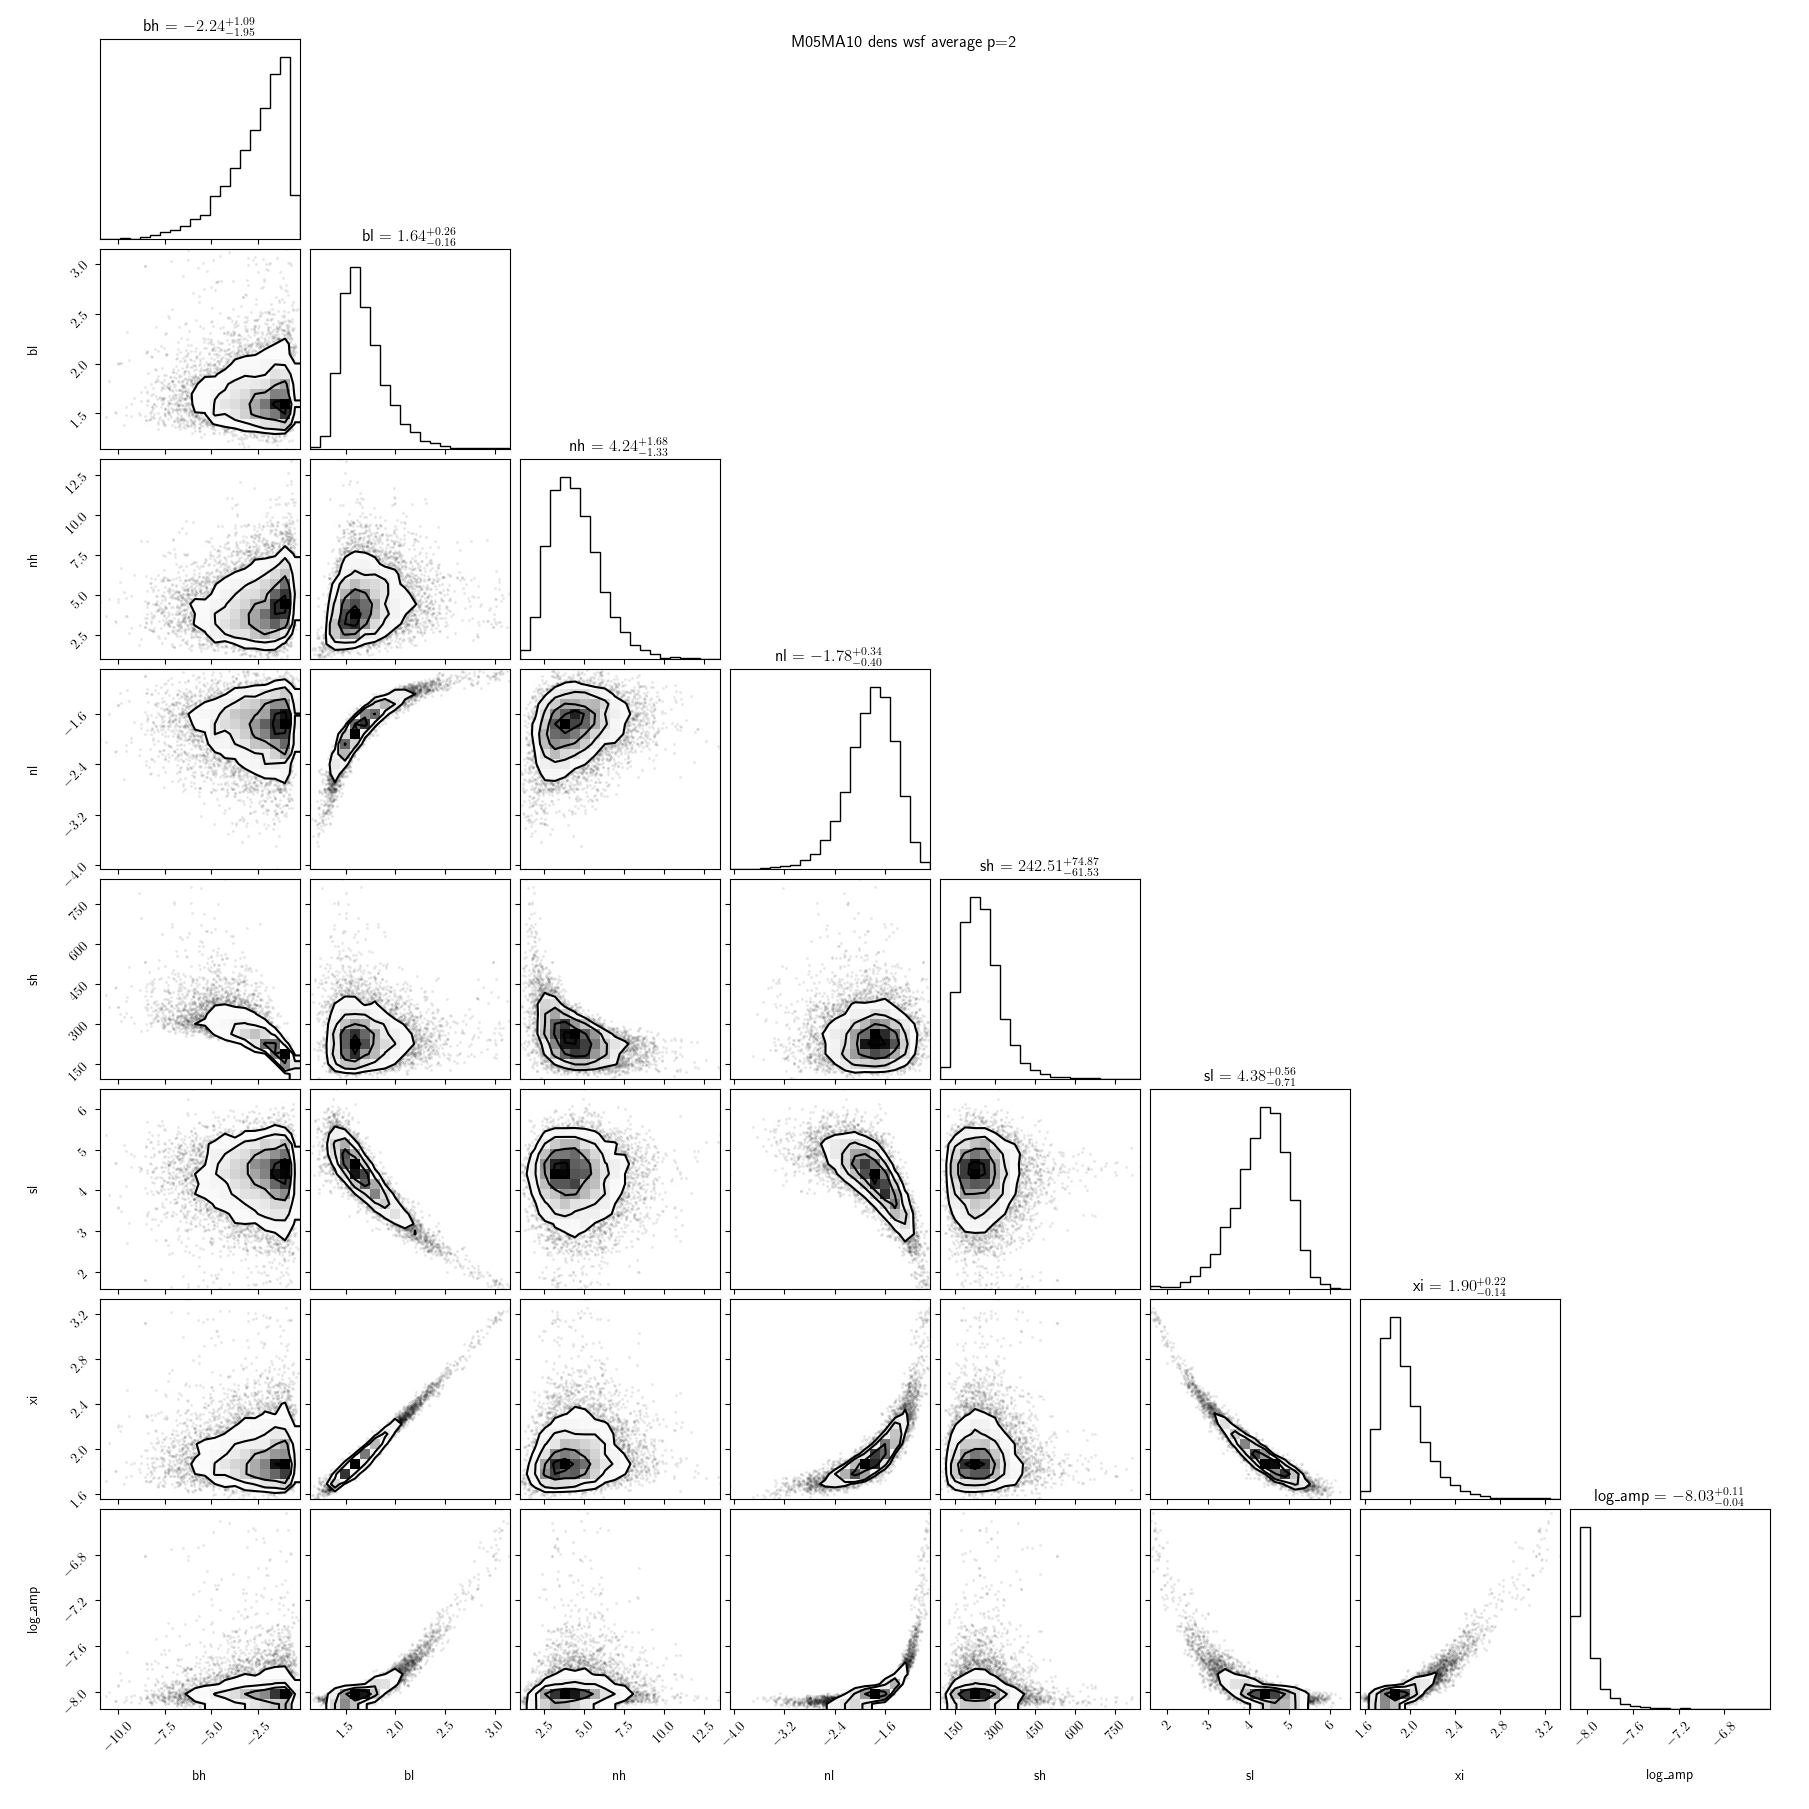 M05MA10 dens wsf average p=2
bh = −2.24 +1.09 −1.95
bl = 1.64 +0.26 −0.16
nh = 4.24 +1.68 −1.33
nl = −1.78 +0.34 −0.40
sh = 242.51 +74.87 −61.53
sl = 4.38 +0.56 −0.71
xi = 1.90 +0.22 −0.14
log_amp = −8.03 +0.11 −0.04
bl
3.0
2.5
2.0
1.5
nh
12.5
10.0
7.5
5.0
2.5
nl
−1.6
−2.4
−3.2
−4.0
sh
750
600
450
300
150
sl
6
5
4
3
2
xi
3.2
2.8
2.4
2.0
1.6
log_amp
−6.8
−7.2
−7.6
−8.0
−10.0 −7.5 −5.0 −2.5
1.5 2.0 2.5 3.0
2.5 5.0 7.5 10.0 12.5
−4.0 −3.2 −2.4 −1.6
150 300 450 600 750
2 3 4 5 6
1.6 2.0 2.4 2.8 3.2
−8.0 −7.6 −7.2 −6.8
bh bl nh nl sh sl xi log_amp